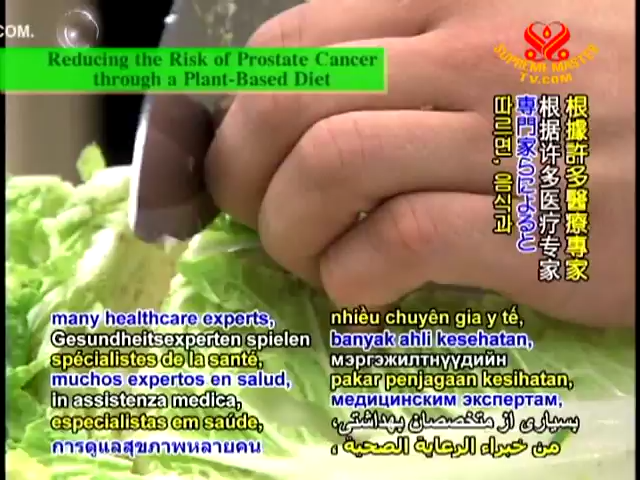 COM.
Reducing the Risk of Prostate Cancer
through a Plant-Based Diet
SUPREME MASTER
TV.COM
根據許多醫療專家
根据许多医疗专家
専門家らによると
따르면, 음식과
many healthcare experts,
Gesundheitsexperten spielen
spécialistes de la santé,
muchos expertos en salud,
in assistenza medica,
especialistas em saúde,
การดูแลสุขภาพหลายคน
nhiều chuyên gia y tế,
banyak ahli kesehatan,
мэргэжилтнүүдийн
pakar penjagaan kesihatan,
медицинским экспертам,
بسیاری از متخصصان بهداشتی،
من خبراء الرعاية الصحية ،